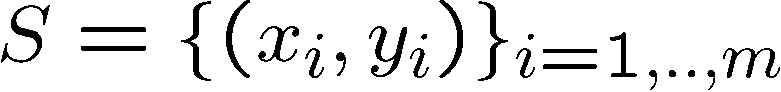 S = {(x_i, y_i)}_{i=1,..,m}